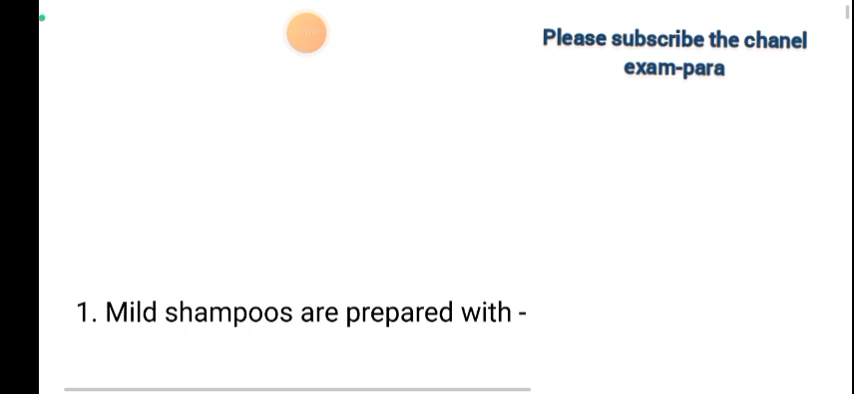 Please subscribe the chanel
exam-para
1. Mild shampoos are prepared with -